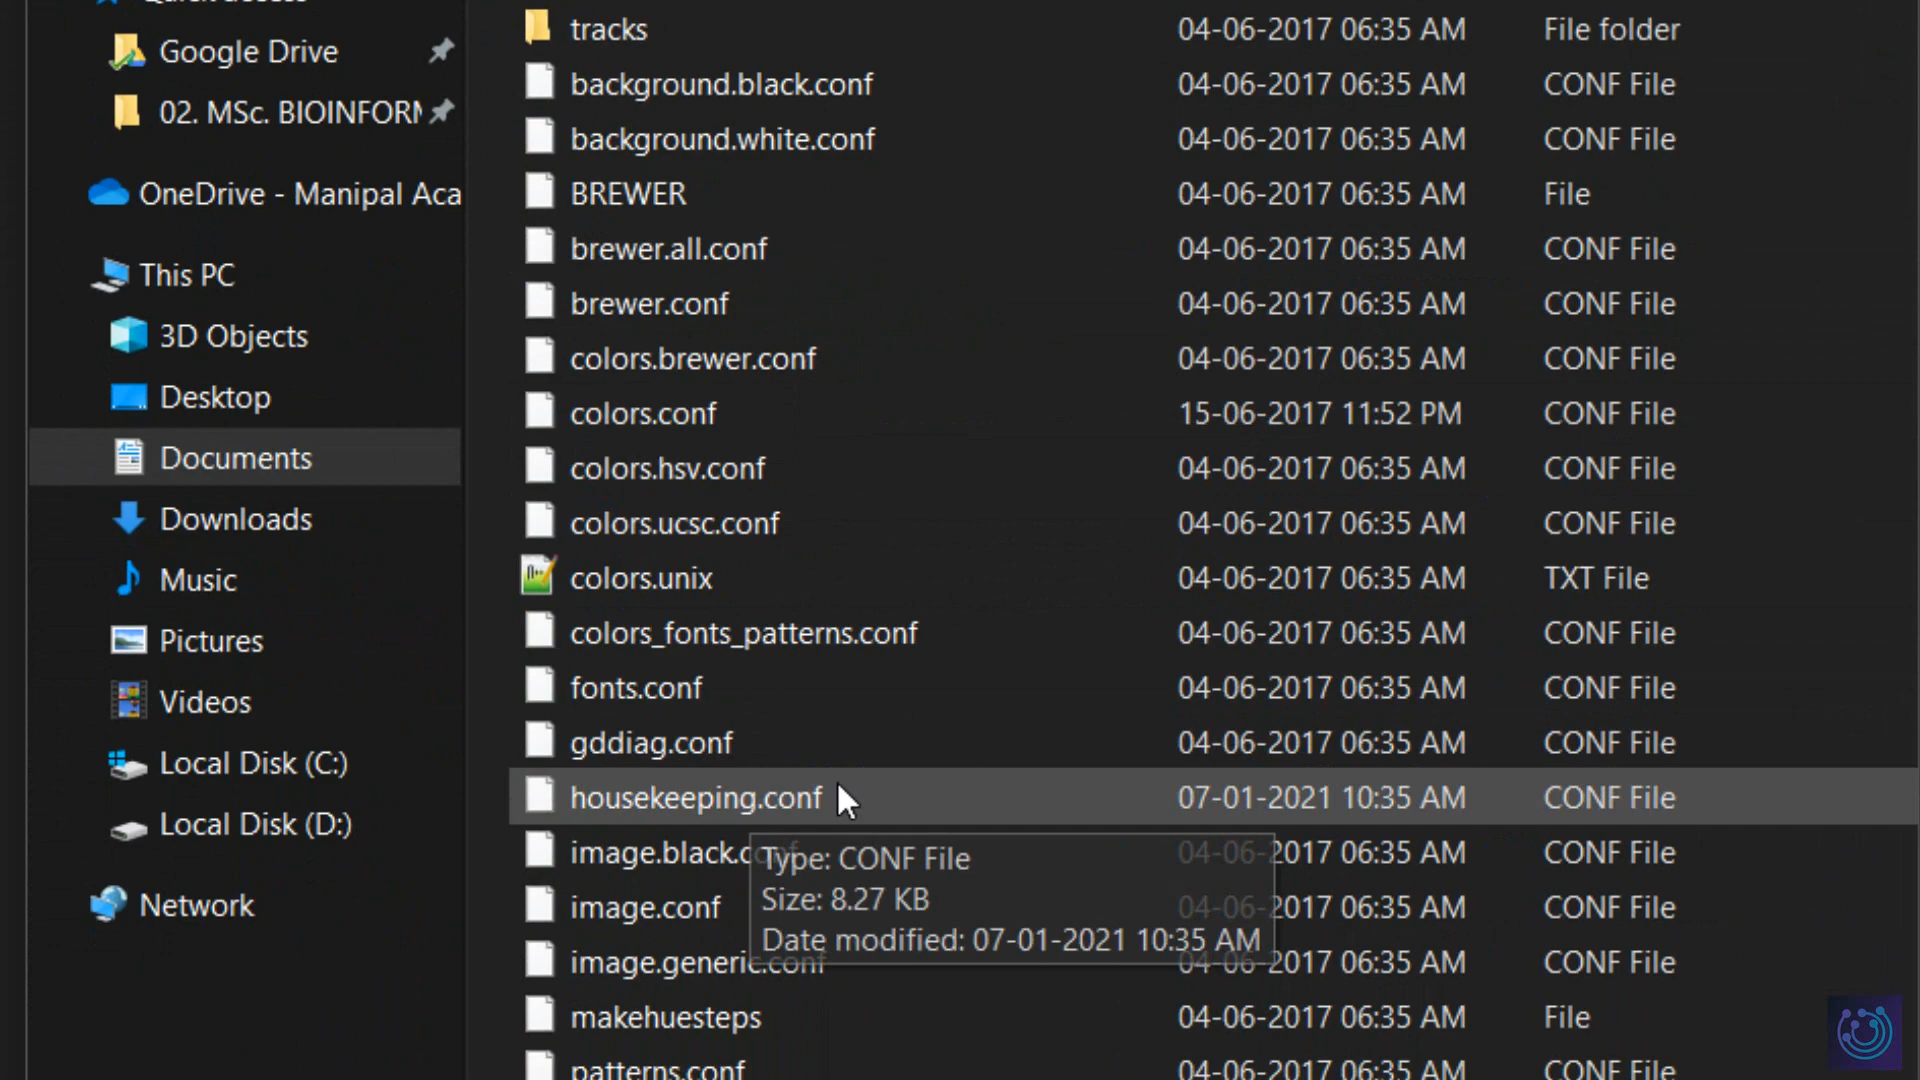 Quick access
Google Drive
02. MSc. BIOINFORM
OneDrive - Manipal Aca
This PC
3D Objects
Desktop
Documents
Downloads
Music
Pictures
Videos
Local Disk (C:)
Local Disk (D:)
Network
tracks 04-06-2017 06:35 AM File folder
background.black.conf 04-06-2017 06:35 AM CONF File
background.white.conf 04-06-2017 06:35 AM CONF File
BREWER 04-06-2017 06:35 AM File
brewer.all.conf 04-06-2017 06:35 AM CONF File
brewer.conf 04-06-2017 06:35 AM CONF File
colors.brewer.conf 04-06-2017 06:35 AM CONF File
colors.conf 15-06-2017 11:52 PM CONF File
colors.hsv.conf 04-06-2017 06:35 AM CONF File
colors.ucsc.conf 04-06-2017 06:35 AM CONF File
colors.unix 04-06-2017 06:35 AM TXT File
colors_fonts_patterns.conf 04-06-2017 06:35 AM CONF File
fonts.conf 04-06-2017 06:35 AM CONF File
gddiag.conf 04-06-2017 06:35 AM CONF File
housekeeping.conf 07-01-2021 10:35 AM CONF File
image.black.conf 04-06-2017 06:35 AM CONF File
image.conf 04-06-2017 06:35 AM CONF File
image.generic.conf 04-06-2017 06:35 AM CONF File
makehuesteps 04-06-2017 06:35 AM File
patterns.conf 04-06-2017 06:35 AM CONF File
Type: CONF File
Size: 8.27 KB
Date modified: 07-01-2021 10:35 AM